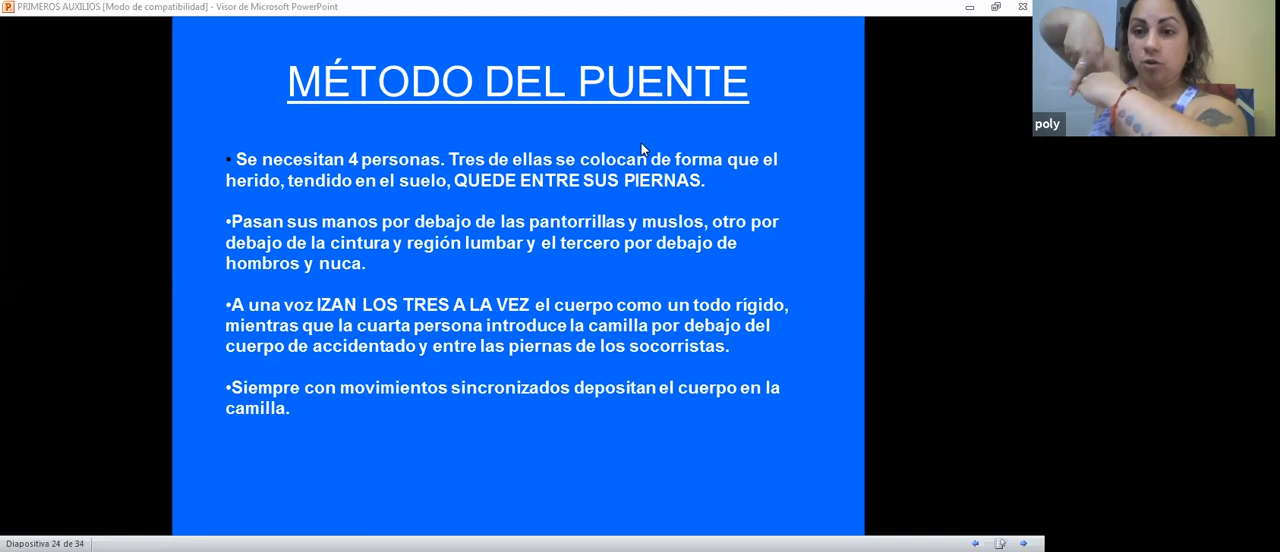 PRIMEROS AUXILIOS [Modo de compatibilidad] - Visor de Microsoft PowerPoint
poly
MÉTODO DEL PUENTE
• Se necesitan 4 personas. Tres de ellas se colocan de forma que el
herido, tendido en el suelo, QUEDE ENTRE SUS PIERNAS.
•Pasan sus manos por debajo de las pantorrillas y muslos, otro por
debajo de la cintura y región lumbar y el tercero por debajo de
hombros y nuca.
•A una voz IZAN LOS TRES A LA VEZ el cuerpo como un todo rígido,
mientras que la cuarta persona introduce la camilla por debajo del
cuerpo de accidentado y entre las piernas de los socorristas.
•Siempre con movimientos sincronizados depositan el cuerpo en la
camilla.
Diapositiva 24 de 34